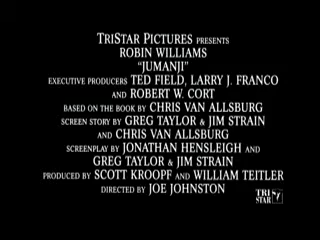 TRISTAR PICTURES PRESENTS
ROBIN WILLIAMS
“JUMANJI”
EXECUTIVE PRODUCERS TED FIELD, LARRY J. FRANCO
AND ROBERT W. CORT
BASED ON THE BOOK BY CHRIS VAN ALLSBURG
SCREEN STORY BY GREG TAYLOR & JIM STRAIN
AND CHRIS VAN ALLSBURG
SCREENPLAY BY JONATHAN HENSLEIGH AND
GREG TAYLOR & JIM STRAIN
PRODUCED BY SCOTT KROOPF AND WILLIAM TEITLER
DIRECTED BY JOE JOHNSTON
TRI
STAR